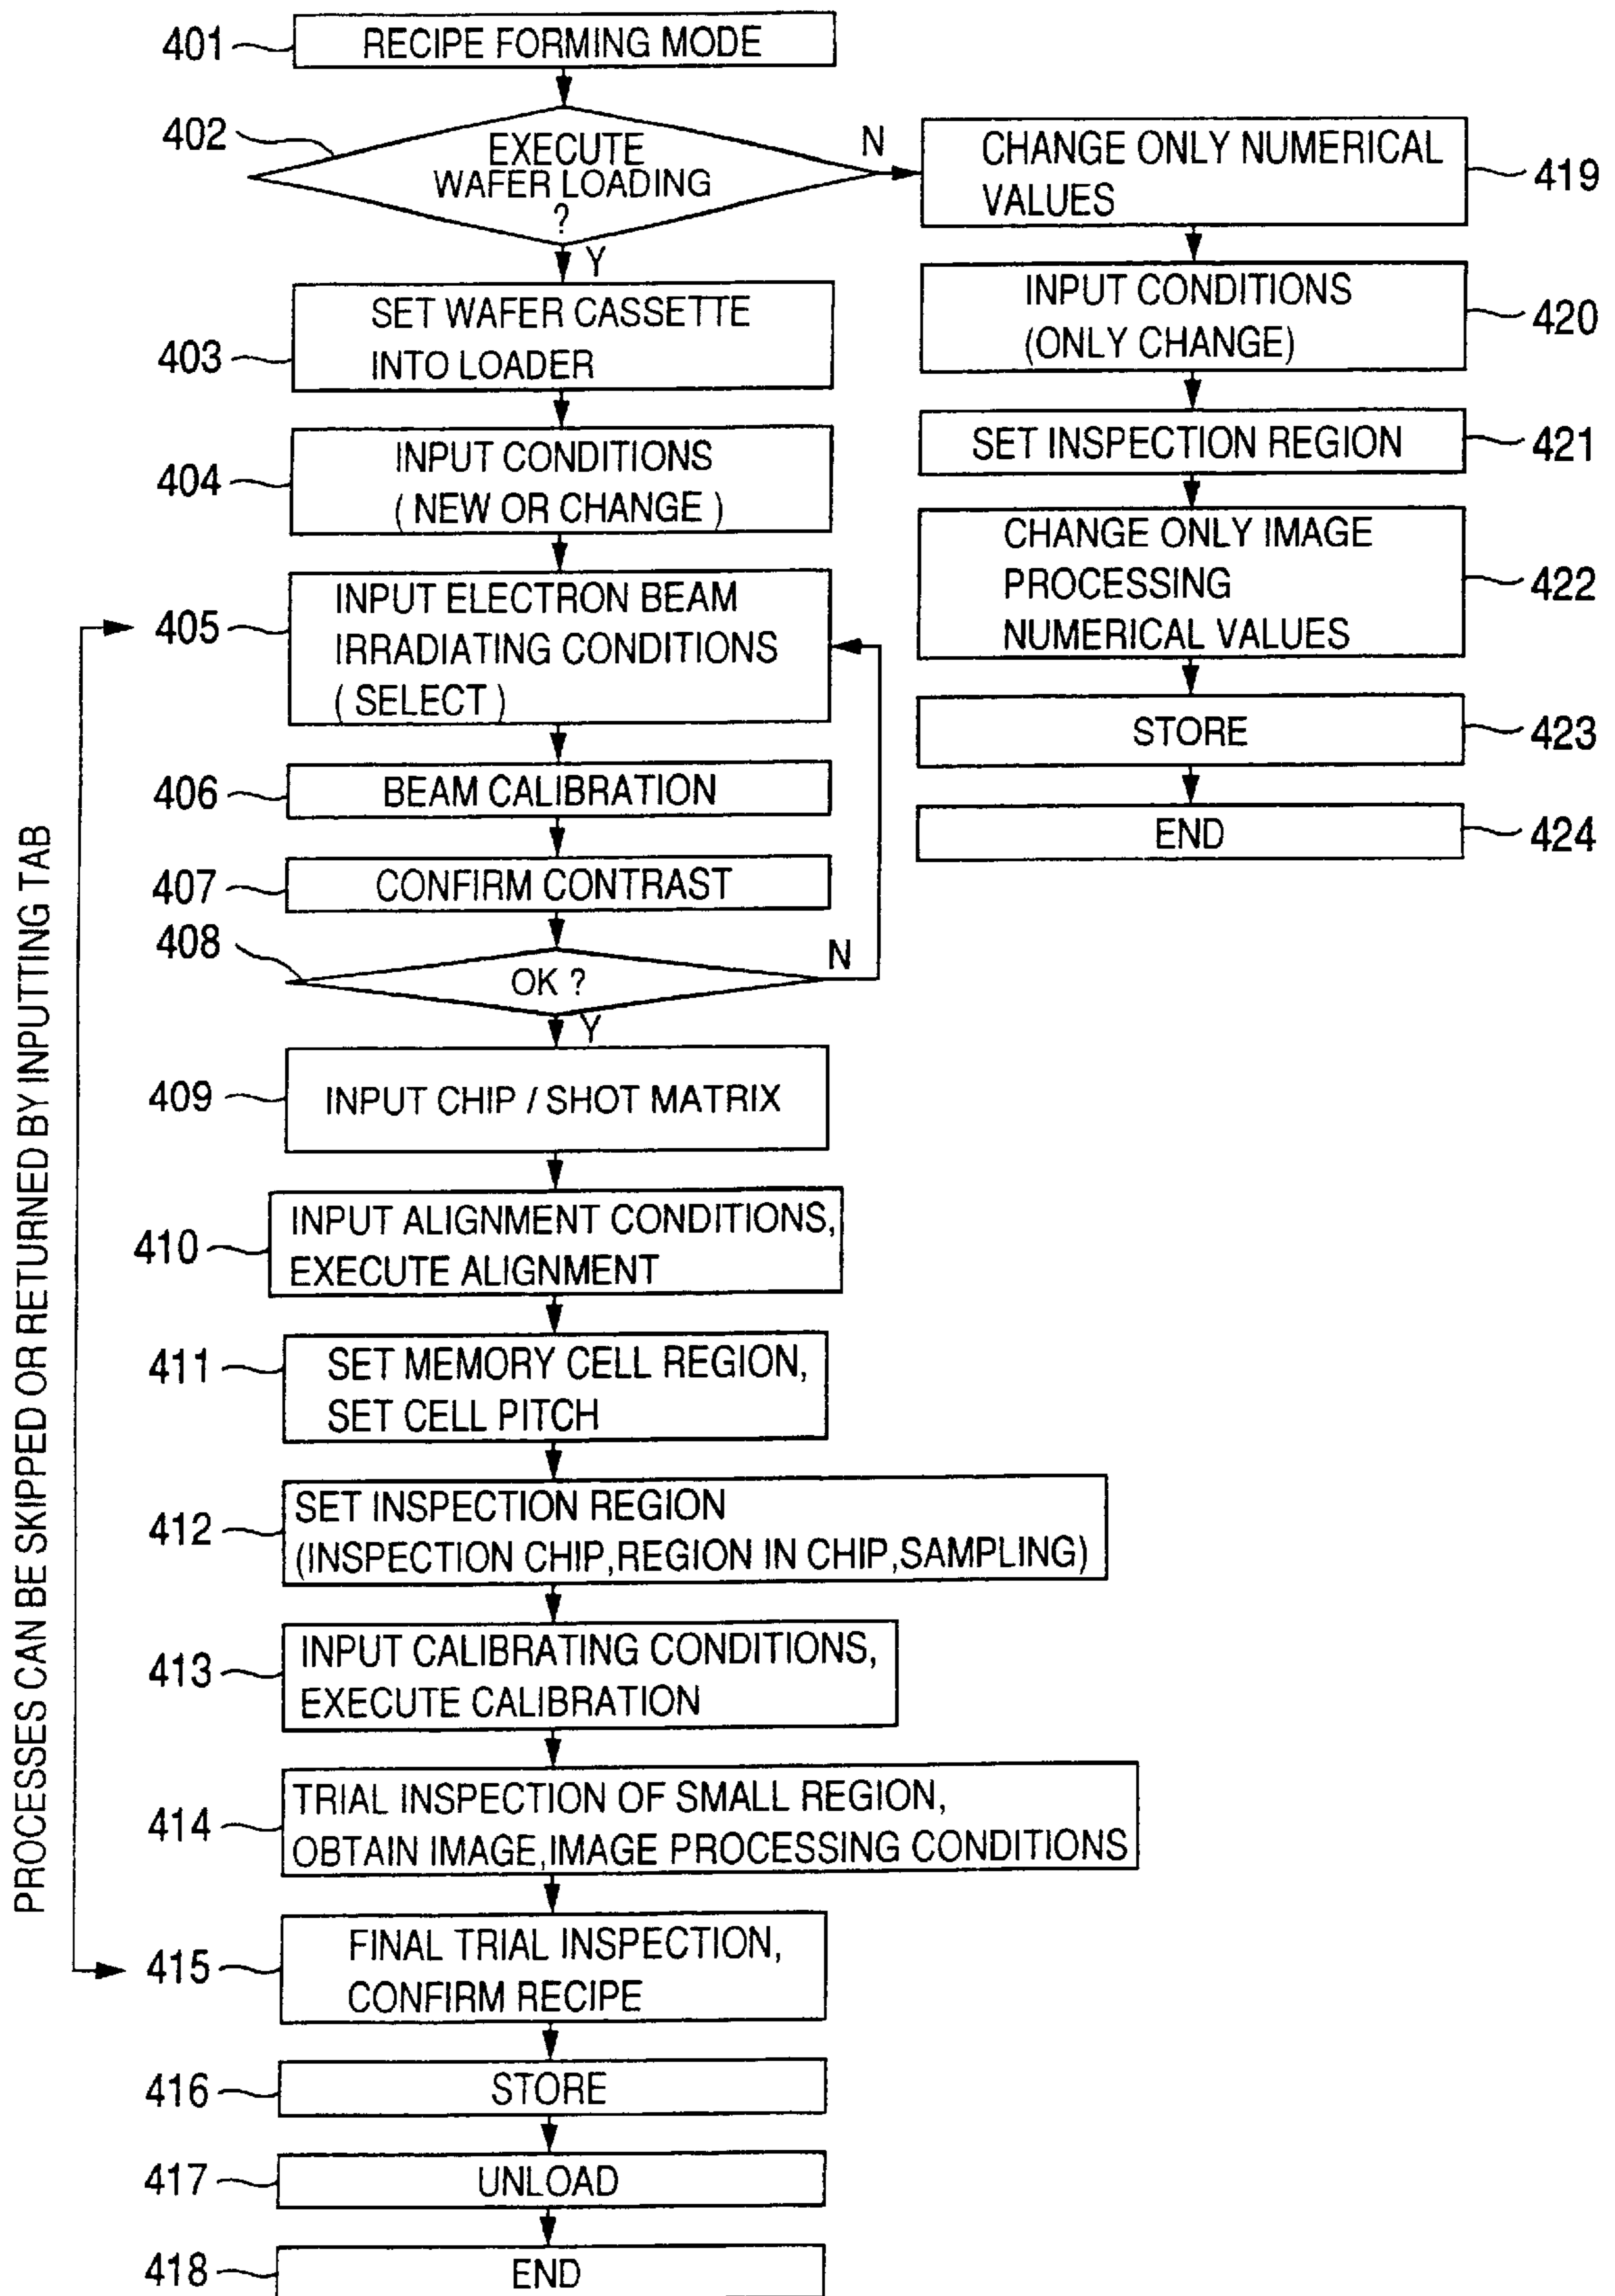 401
RECIPE FORMING MODE
402
EXECUTE
WAFER LOADING
?
N
Y
403
SET WAFER CASSETTE
INTO LOADER
404
INPUT CONDITIONS
( NEW OR CHANGE )
405
INPUT ELECTRON BEAM
IRRADIATING CONDITIONS
( SELECT )
406
BEAM CALIBRATION
407
CONFIRM CONTRAST
408
OK ?
N
Y
409
INPUT CHIP / SHOT MATRIX
410
INPUT ALIGNMENT CONDITIONS,
EXECUTE ALIGNMENT
411
SET MEMORY CELL REGION,
SET CELL PITCH
412
SET INSPECTION REGION
(INSPECTION CHIP,REGION IN CHIP,SAMPLING)
413
INPUT CALIBRATING CONDITIONS,
EXECUTE CALIBRATION
414
TRIAL INSPECTION OF SMALL REGION,
OBTAIN IMAGE,IMAGE PROCESSING CONDITIONS
415
FINAL TRIAL INSPECTION,
CONFIRM RECIPE
416
STORE
417
UNLOAD
418
END
CHANGE ONLY NUMERICAL
VALUES
419
INPUT CONDITIONS
(ONLY CHANGE)
420
SET INSPECTION REGION
421
CHANGE ONLY IMAGE
PROCESSING
NUMERICAL VALUES
422
STORE
423
END
424
PROCESSES CAN BE SKIPPED OR RETURNED BY INPUTTING TAB